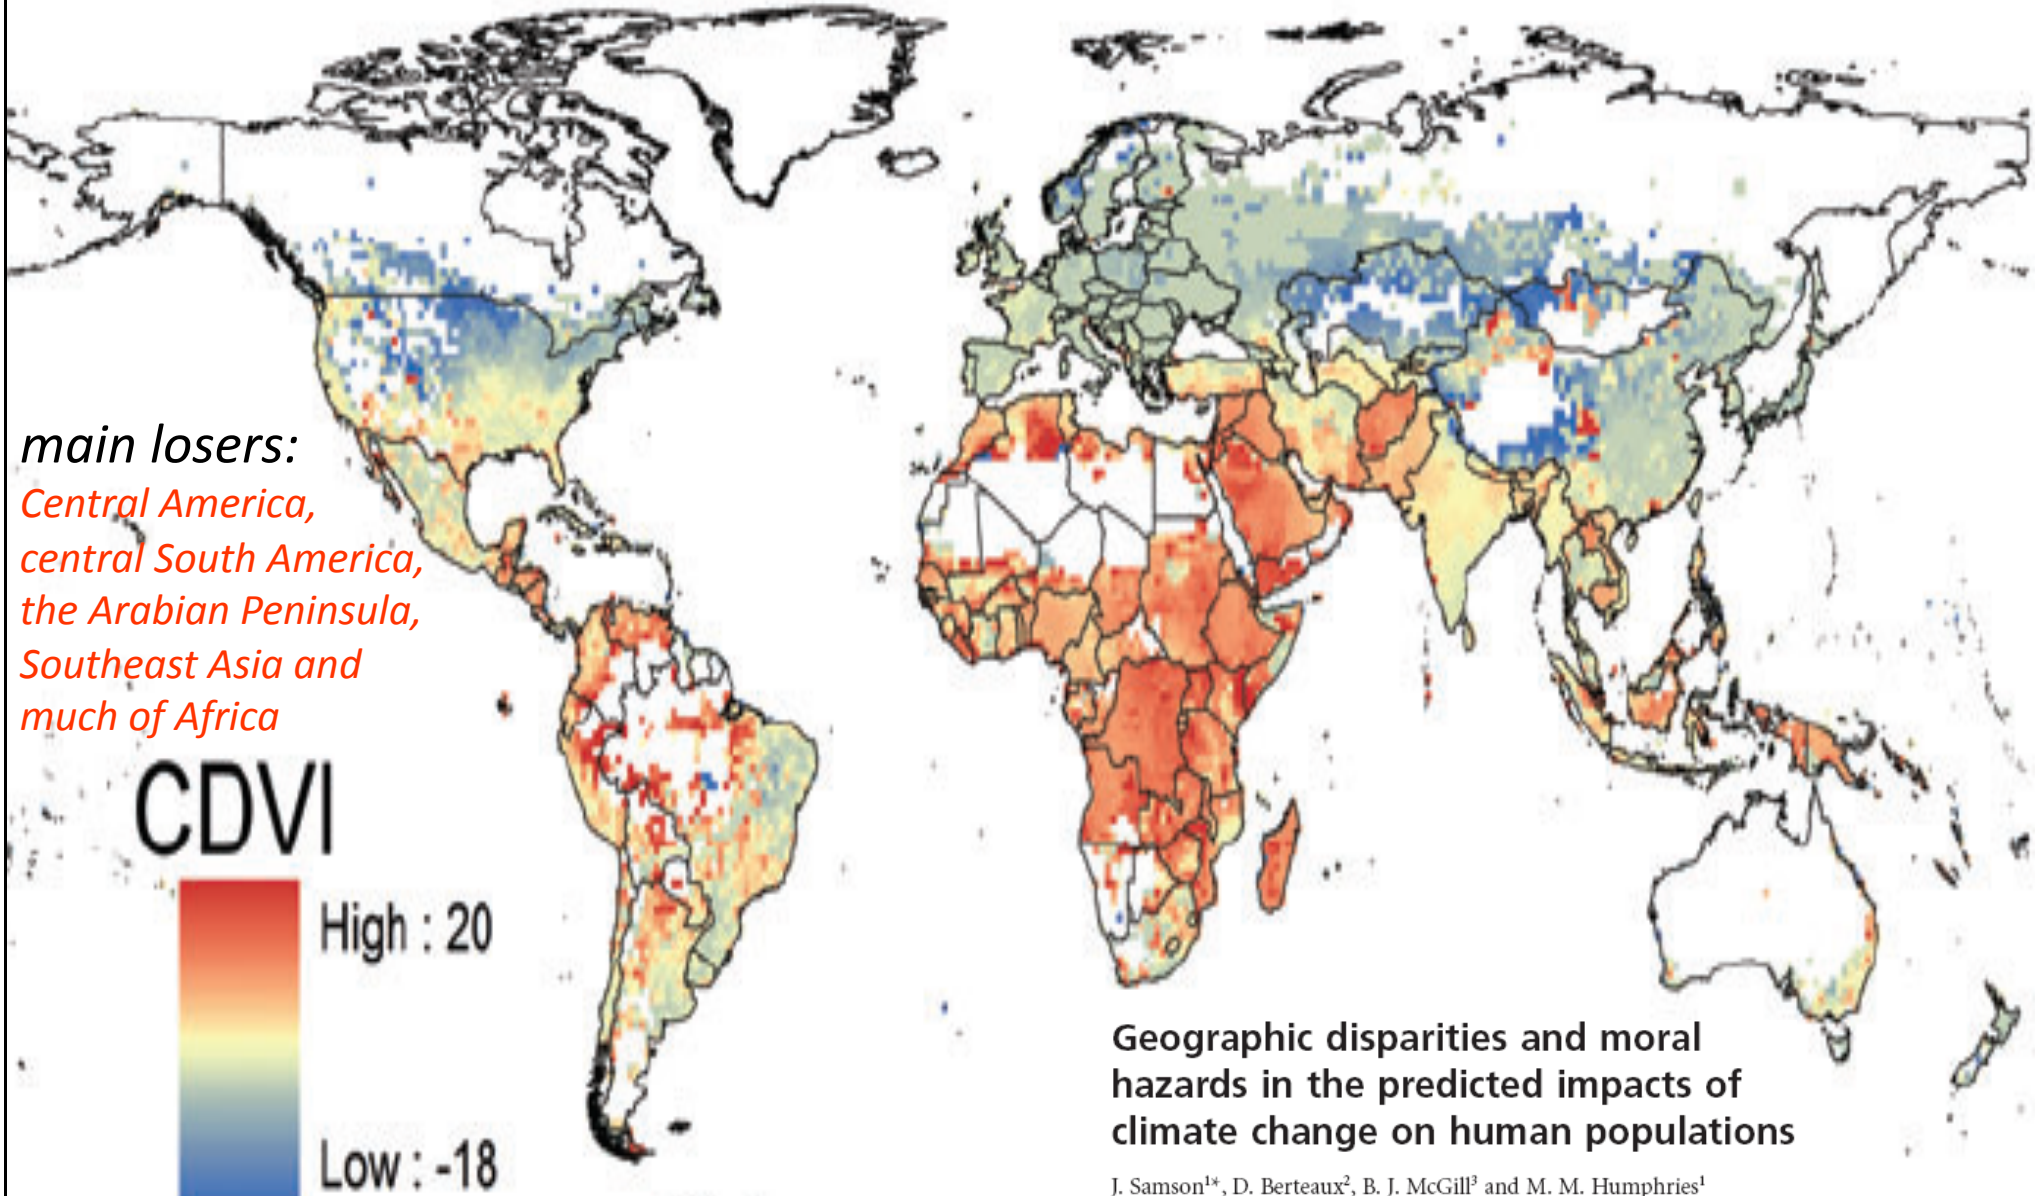 main losers:
Central America,
central South America,
the Arabian Peninsula,
Southeast Asia and
much of Africa
CDVI
High : 20
Low : -18
Geographic disparities and moral
hazards in the predicted impacts of
climate change on human populations
J. Samson¹*, D. Berteaux², B. J. McGill³ and M. M. Humphries¹